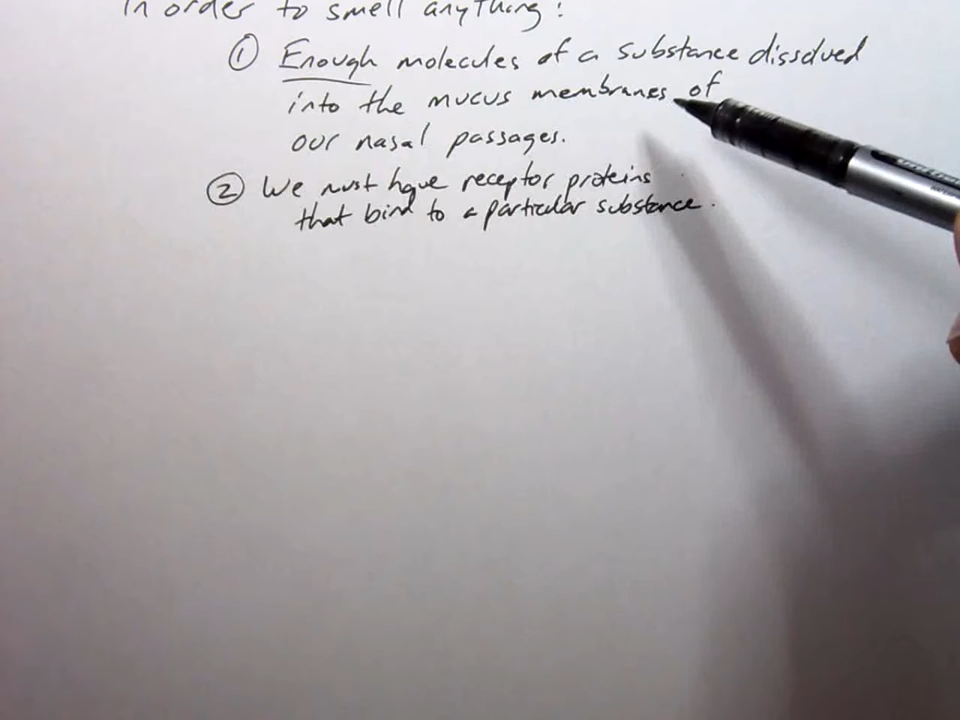 In order to smell anything:
① Enough molecules of a substance dissolved
into the mucus membranes of
our nasal passages.
② We must have receptor proteins
that bind to a particular substance.